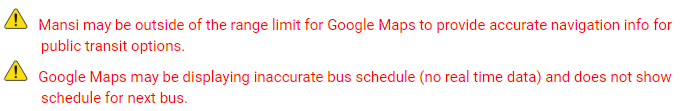 Mansi may be outside of the range limit for Google Maps to provide accurate navigation info for
public transit options.
Google Maps may be displaying inaccurate bus schedule (no real time data) and does not show
schedule for next bus.